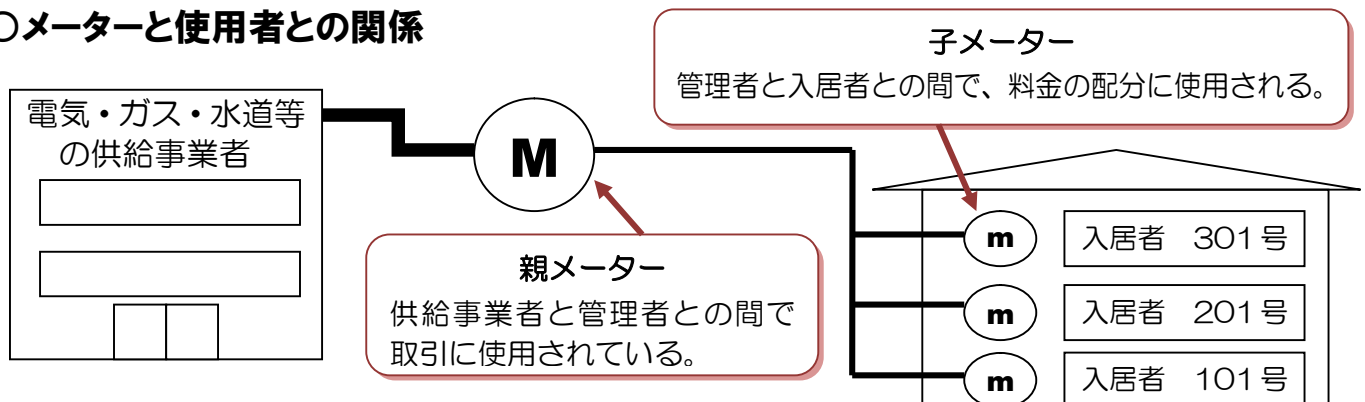 ○メーターと使用者との関係
子メーター
管理者と入居者との間で、料金の配分に使用される。
電気・ガス・水道等
の供給事業者
M
親メーター
供給事業者と管理者との間で
取引に使用されている。
m
入居者　301号
m
入居者　201号
m
入居者　101号